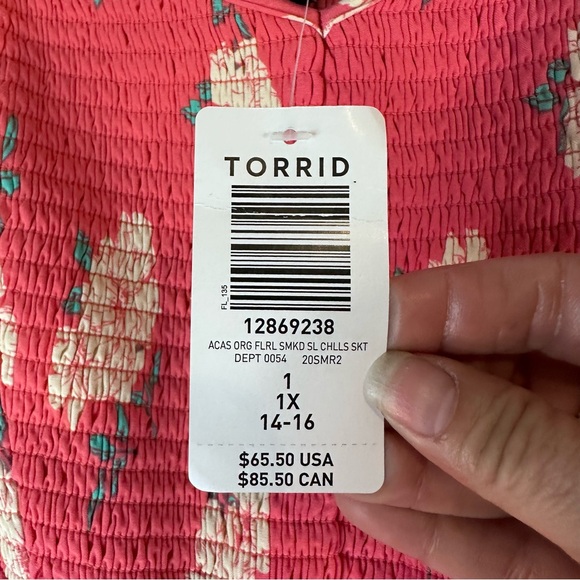 TORRID
FL_135
12869238
ACAS ORG FLRL SMKD SL CHLLS SKT
DEPT 0054 20SMR2
1
1X
14-16
$65.50 USA
$85.50 CAN